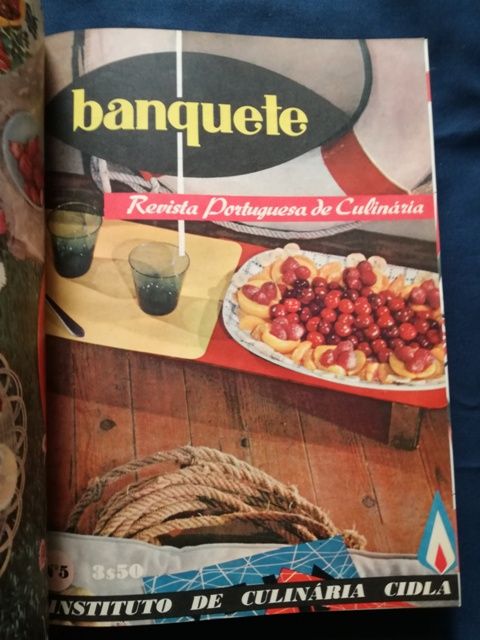 banquete
Revista Portuguesa de Culinária
Nº5 3$50
INSTITUTO DE CULINÁRIA CIDLA